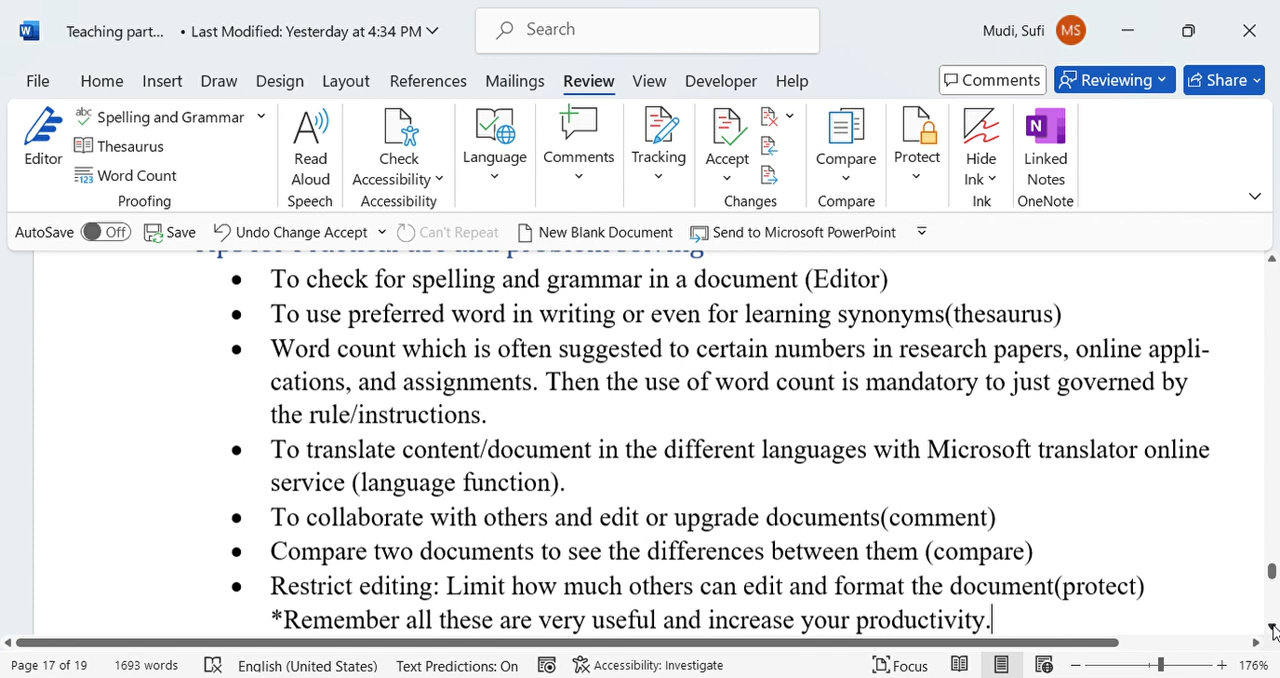 Teaching part... • Last Modified: Yesterday at 4:34 PM
Search
Mudi, Sufi MS
File Home Insert Draw Design Layout References Mailings Review View Developer Help
Comments Reviewing Share
Editor
abc Spelling and Grammar
Thesaurus
123 Word Count
Proofing
Read Aloud
Speech
Check Accessibility
Accessibility
Language
Comments
Tracking
Accept
Changes
Compare
Compare
Protect
Hide Ink
Ink
Linked Notes
OneNote
AutoSave Off Save Undo Change Accept Can't Repeat New Blank Document Send to Microsoft PowerPoint
• To check for spelling and grammar in a document (Editor)
• To use preferred word in writing or even for learning synonyms(thesaurus)
• Word count which is often suggested to certain numbers in research papers, online appli-
cations, and assignments. Then the use of word count is mandatory to just governed by
the rule/instructions.
• To translate content/document in the different languages with Microsoft translator online
service (language function).
• To collaborate with others and edit or upgrade documents(comment)
• Compare two documents to see the differences between them (compare)
• Restrict editing: Limit how much others can edit and format the document(protect)
*Remember all these are very useful and increase your productivity.
Page 17 of 19 1693 words English (United States) Text Predictions: On Accessibility: Investigate Focus 176%